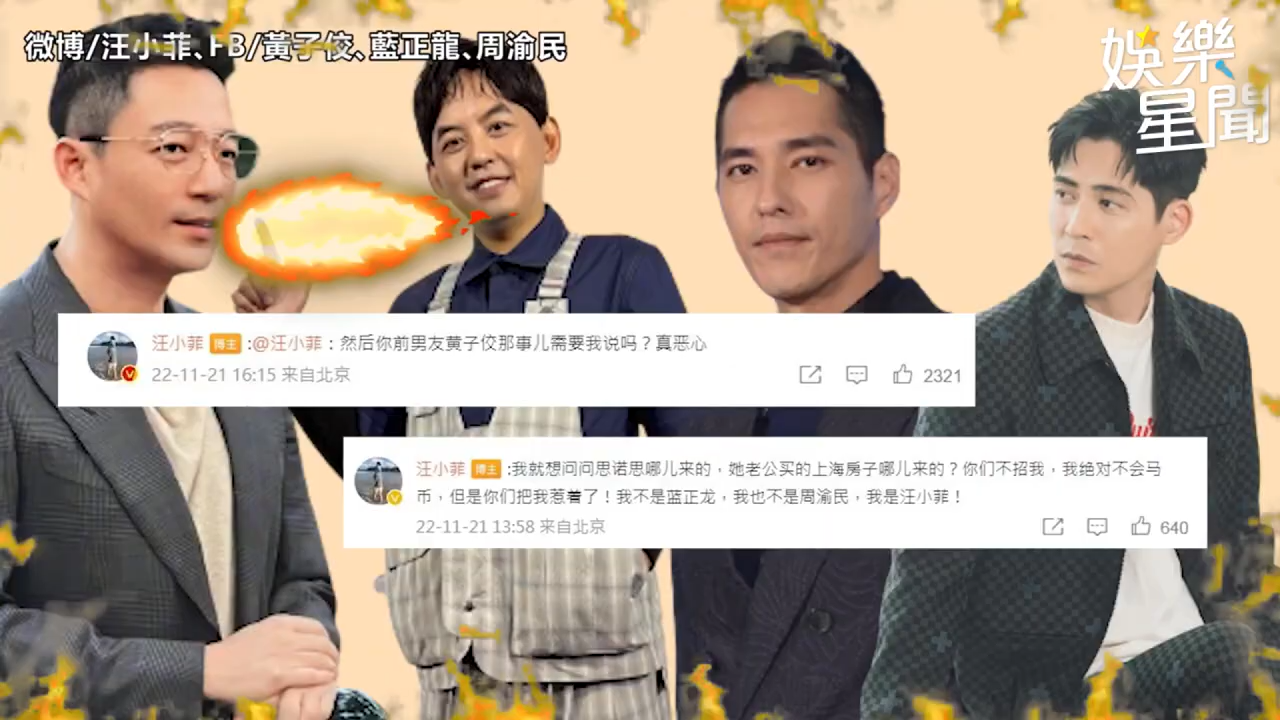 微博/汪小菲、FB/黃子佼、藍正龍、周渝民
娛樂
星聞
汪小菲 博主 :@汪小菲：然后你前男友黄子佼那事儿需要我说吗？真恶心
22-11-21 16:15 来自北京
2321
汪小菲 博主 :我就想问问思诺思哪儿来的，她老公买的上海房子哪儿来的？你们不招我，我绝对不会马
币，但是你们把我惹着了！我不是蓝正龙，我也不是周渝民，我是汪小菲！
22-11-21 13:58 来自北京
640